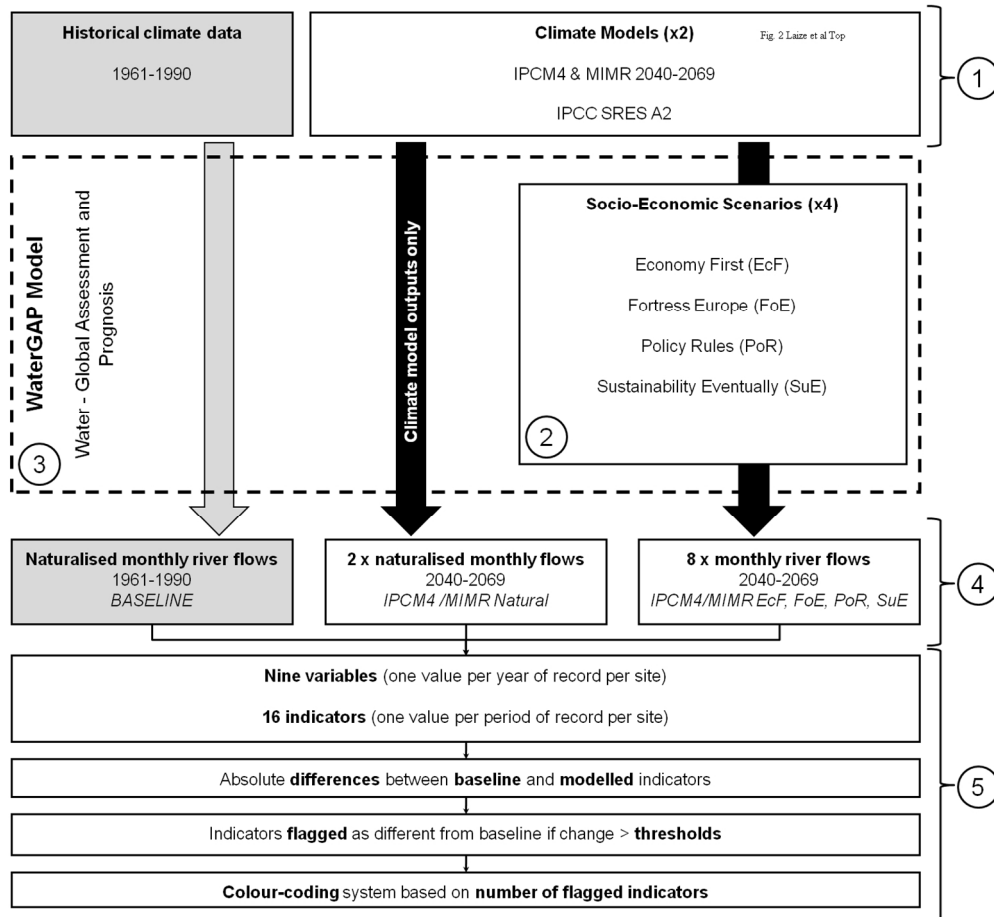 Historical climate data
1961-1990
Climate Models (x2)
Fig. 2 Laize et al Top
IPCM4 & MIMR 2040-2069
IPCC SRES A2
1
WaterGAP Model
Water - Global Assessment and
Prognosis
3
Climate model outputs only
Socio-Economic Scenarios (x4)
Economy First (EcF)
Fortress Europe (FoE)
Policy Rules (PoR)
Sustainability Eventually (SuE)
2
Naturalised monthly river flows
1961-1990
BASELINE
2 x naturalised monthly flows
2040-2069
IPCM4 /MIMR Natural
8 x monthly river flows
2040-2069
IPCM4/MIMR EcF, FoE, PoR, SuE
4
Nine variables (one value per year of record per site)
16 indicators (one value per period of record per site)
Absolute differences between baseline and modelled indicators
Indicators flagged as different from baseline if change > thresholds
Colour-coding system based on number of flagged indicators
5